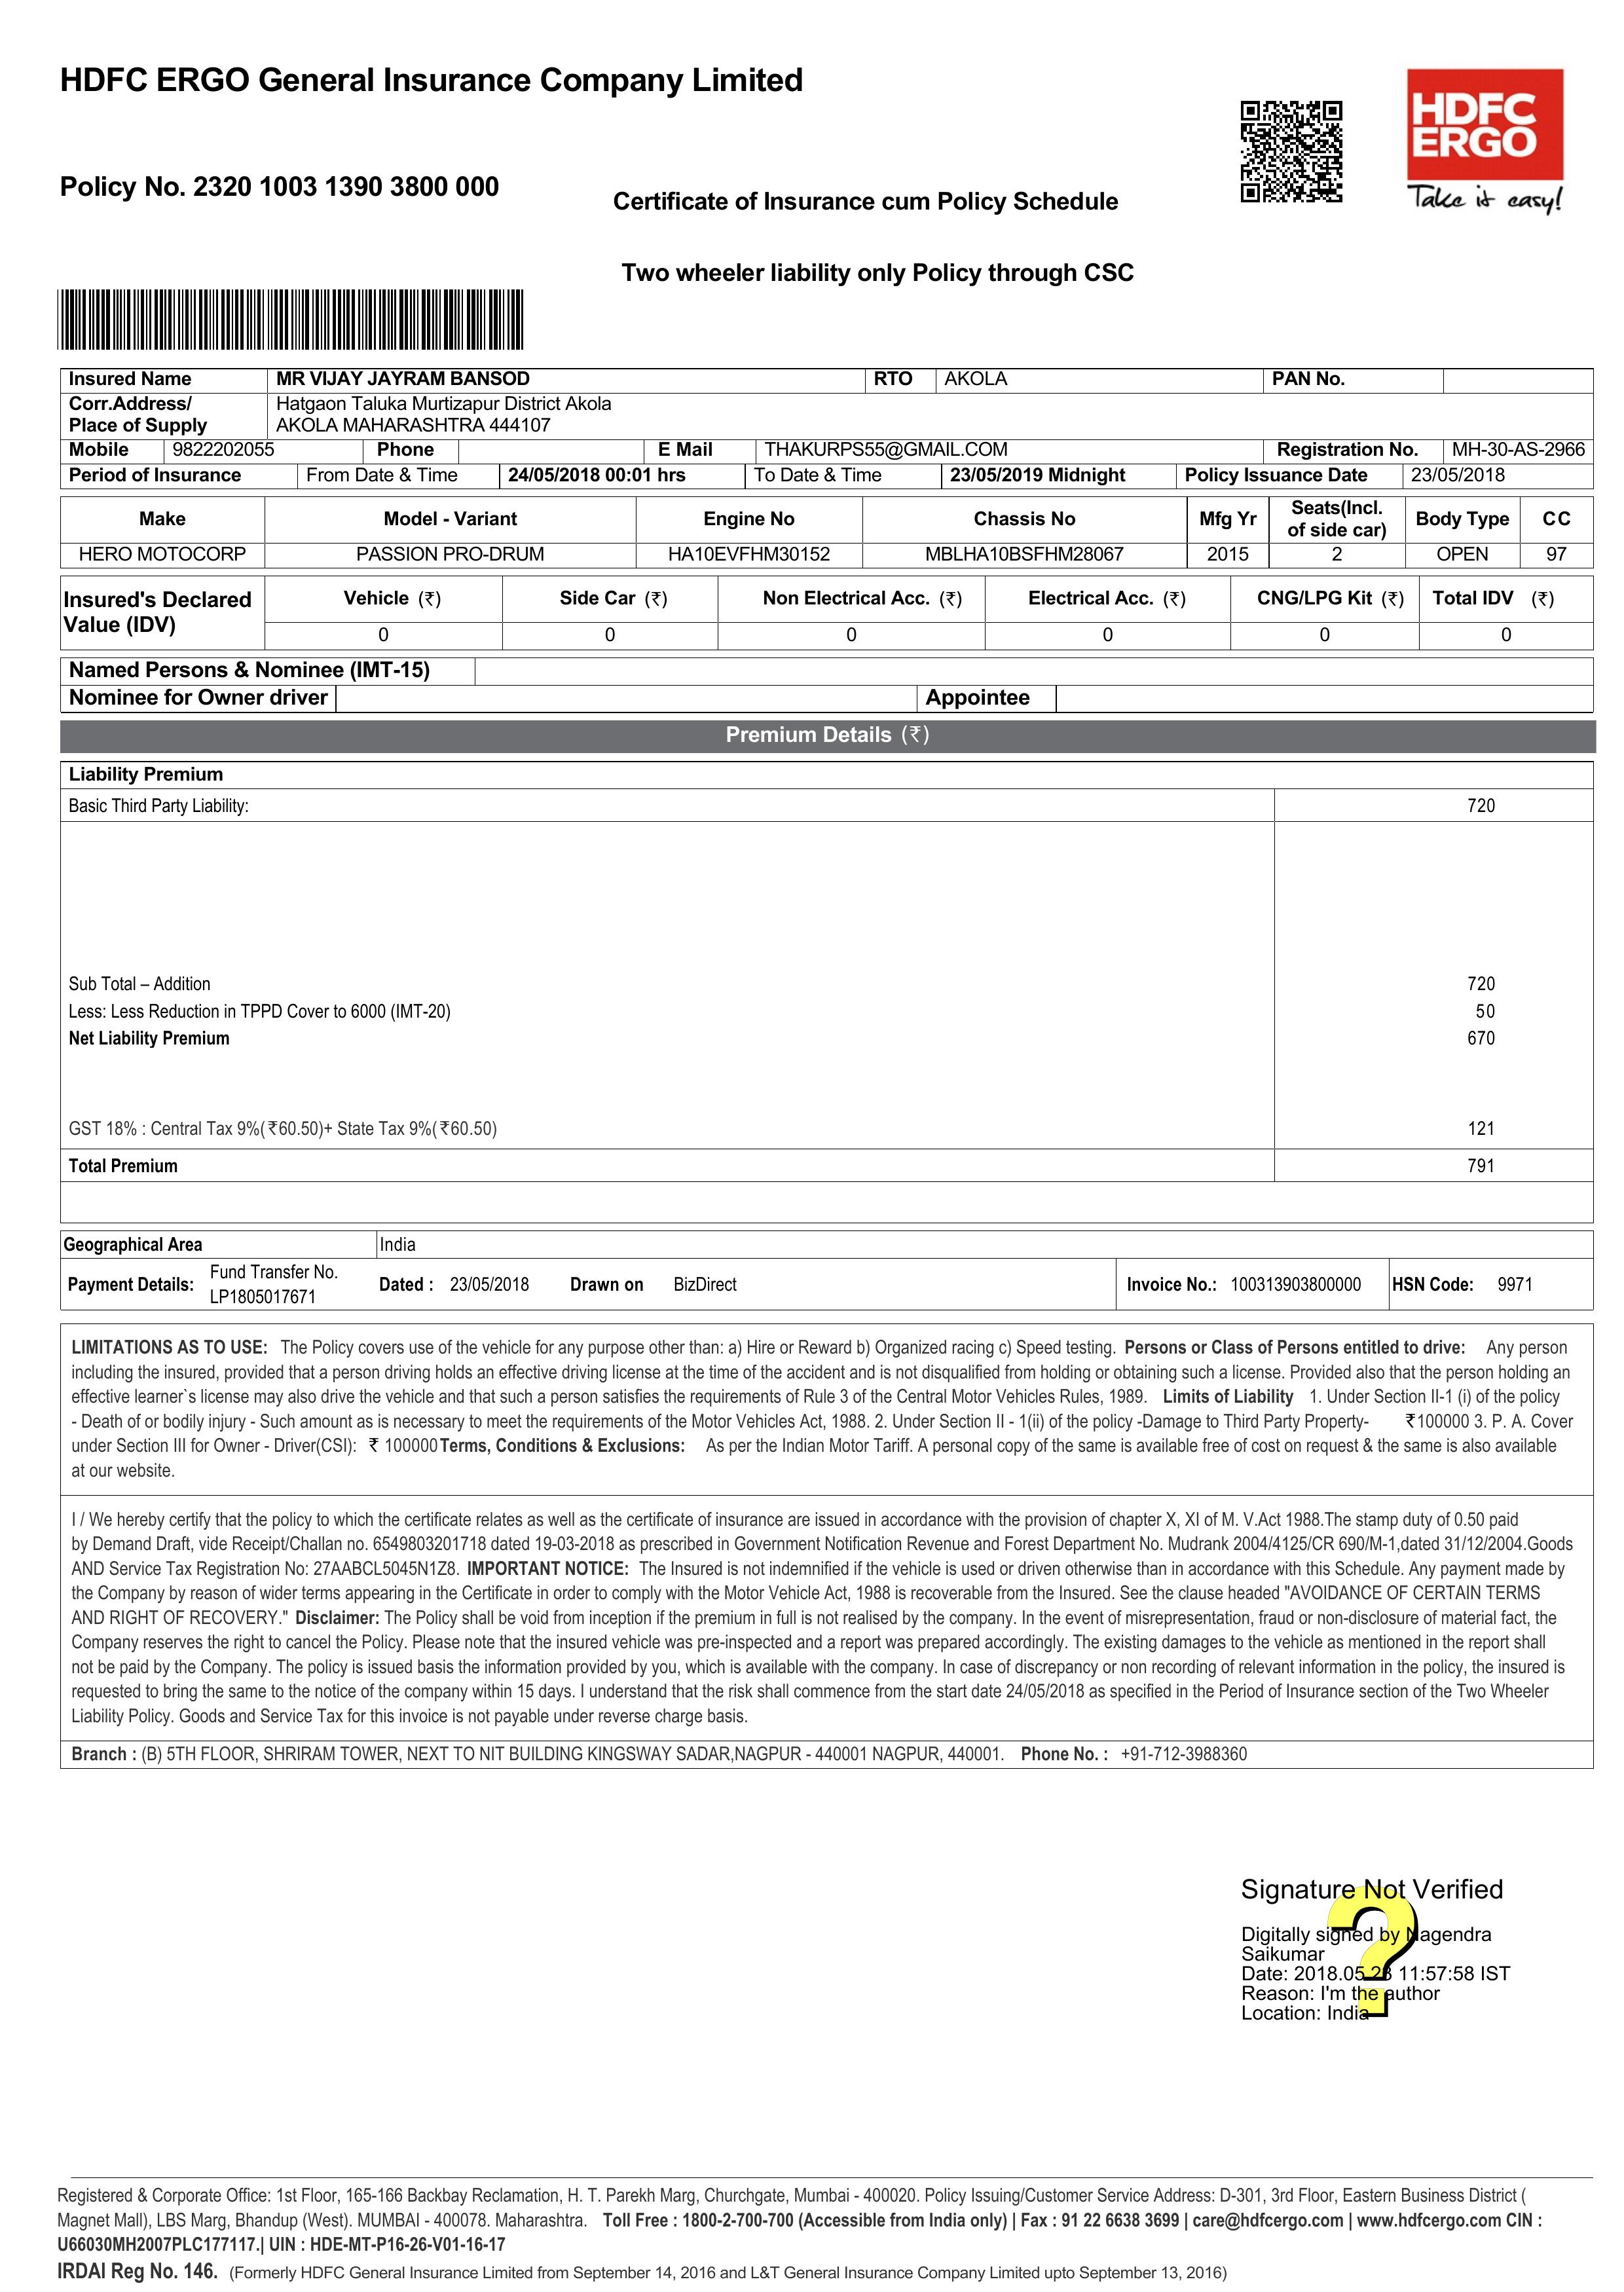 HDFC ERGO General Insurance Company Limited
HDFC
ERGO
Take it easy!
Policy No. 2320 1003 1390 3800 000
Certificate of Insurance cum Policy Schedule
Two wheeler liability only Policy through CSC
Insured Name MR VIJAY JAYRAM BANSOD RTO AKOLA PAN No.
Corr.Address/ Hatgaon Taluka Murtizapur District Akola
Place of Supply AKOLA MAHARASHTRA 444107
Mobile 9822202055 Phone E Mail THAKURPS55@GMAIL.COM Registration No. MH-30-AS-2966
Period of Insurance From Date & Time 24/05/2018 00:01 hrs To Date & Time 23/05/2019 Midnight Policy Issuance Date 23/05/2018
Make Model - Variant Engine No Chassis No Mfg Yr Seats(Incl. of side car) Body Type CC
HERO MOTOCORP PASSION PRO-DRUM HA10EVFHM30152 MBLHA10BSFHM28067 2015 2 OPEN 97
Insured's Declared Value (IDV) Vehicle (₹) Side Car (₹) Non Electrical Acc. (₹) Electrical Acc. (₹) CNG/LPG Kit (₹) Total IDV (₹)
0 0 0 0 0 0
Named Persons & Nominee (IMT-15)
Nominee for Owner driver Appointee
Premium Details (₹)
Liability Premium
Basic Third Party Liability: 720
Sub Total – Addition 720
Less: Less Reduction in TPPD Cover to 6000 (IMT-20) 50
Net Liability Premium 670
GST 18% : Central Tax 9%(₹60.50)+ State Tax 9%(₹60.50) 121
Total Premium 791
Geographical Area India
Payment Details: Fund Transfer No. LP1805017671 Dated : 23/05/2018 Drawn on BizDirect Invoice No.: 100313903800000 HSN Code: 9971
LIMITATIONS AS TO USE: The Policy covers use of the vehicle for any purpose other than: a) Hire or Reward b) Organized racing c) Speed testing. Persons or Class of Persons entitled to drive: Any person
including the insured, provided that a person driving holds an effective driving license at the time of the accident and is not disqualified from holding or obtaining such a license. Provided also that the person holding an
effective learner`s license may also drive the vehicle and that such a person satisfies the requirements of Rule 3 of the Central Motor Vehicles Rules, 1989. Limits of Liability 1. Under Section II-1 (i) of the policy
- Death of or bodily injury - Such amount as is necessary to meet the requirements of the Motor Vehicles Act, 1988. 2. Under Section II - 1(ii) of the policy -Damage to Third Party Property- ₹100000 3. P. A. Cover
under Section III for Owner - Driver(CSI): ₹ 100000 Terms, Conditions & Exclusions: As per the Indian Motor Tariff. A personal copy of the same is available free of cost on request & the same is also available
at our website.
I / We hereby certify that the policy to which the certificate relates as well as the certificate of insurance are issued in accordance with the provision of chapter X, XI of M. V.Act 1988.The stamp duty of 0.50 paid
by Demand Draft, vide Receipt/Challan no. 6549803201718 dated 19-03-2018 as prescribed in Government Notification Revenue and Forest Department No. Mudrank 2004/4125/CR 690/M-1,dated 31/12/2004.Goods
AND Service Tax Registration No: 27AABCL5045N1Z8. IMPORTANT NOTICE: The Insured is not indemnified if the vehicle is used or driven otherwise than in accordance with this Schedule. Any payment made by
the Company by reason of wider terms appearing in the Certificate in order to comply with the Motor Vehicle Act, 1988 is recoverable from the Insured. See the clause headed "AVOIDANCE OF CERTAIN TERMS
AND RIGHT OF RECOVERY." Disclaimer: The Policy shall be void from inception if the premium in full is not realised by the company. In the event of misrepresentation, fraud or non-disclosure of material fact, the
Company reserves the right to cancel the Policy. Please note that the insured vehicle was pre-inspected and a report was prepared accordingly. The existing damages to the vehicle as mentioned in the report shall
not be paid by the Company. The policy is issued basis the information provided by you, which is available with the company. In case of discrepancy or non recording of relevant information in the policy, the insured is
requested to bring the same to the notice of the company within 15 days. I understand that the risk shall commence from the start date 24/05/2018 as specified in the Period of Insurance section of the Two Wheeler
Liability Policy. Goods and Service Tax for this invoice is not payable under reverse charge basis.
Branch : (B) 5TH FLOOR, SHRIRAM TOWER, NEXT TO NIT BUILDING KINGSWAY SADAR,NAGPUR - 440001 NAGPUR, 440001. Phone No. : +91-712-3988360
Signature Not Verified
Digitally signed by Nagendra
Saikumar
Date: 2018.05.23 11:57:58 IST
Reason: I'm the author
Location: India
Registered & Corporate Office: 1st Floor, 165-166 Backbay Reclamation, H. T. Parekh Marg, Churchgate, Mumbai - 400020. Policy Issuing/Customer Service Address: D-301, 3rd Floor, Eastern Business District (
Magnet Mall), LBS Marg, Bhandup (West). MUMBAI - 400078. Maharashtra. Toll Free : 1800-2-700-700 (Accessible from India only) | Fax : 91 22 6638 3699 | care@hdfcergo.com | www.hdfcergo.com CIN :
U66030MH2007PLC177117.| UIN : HDE-MT-P16-26-V01-16-17
IRDAI Reg No. 146. (Formerly HDFC General Insurance Limited from September 14, 2016 and L&T General Insurance Company Limited upto September 13, 2016)